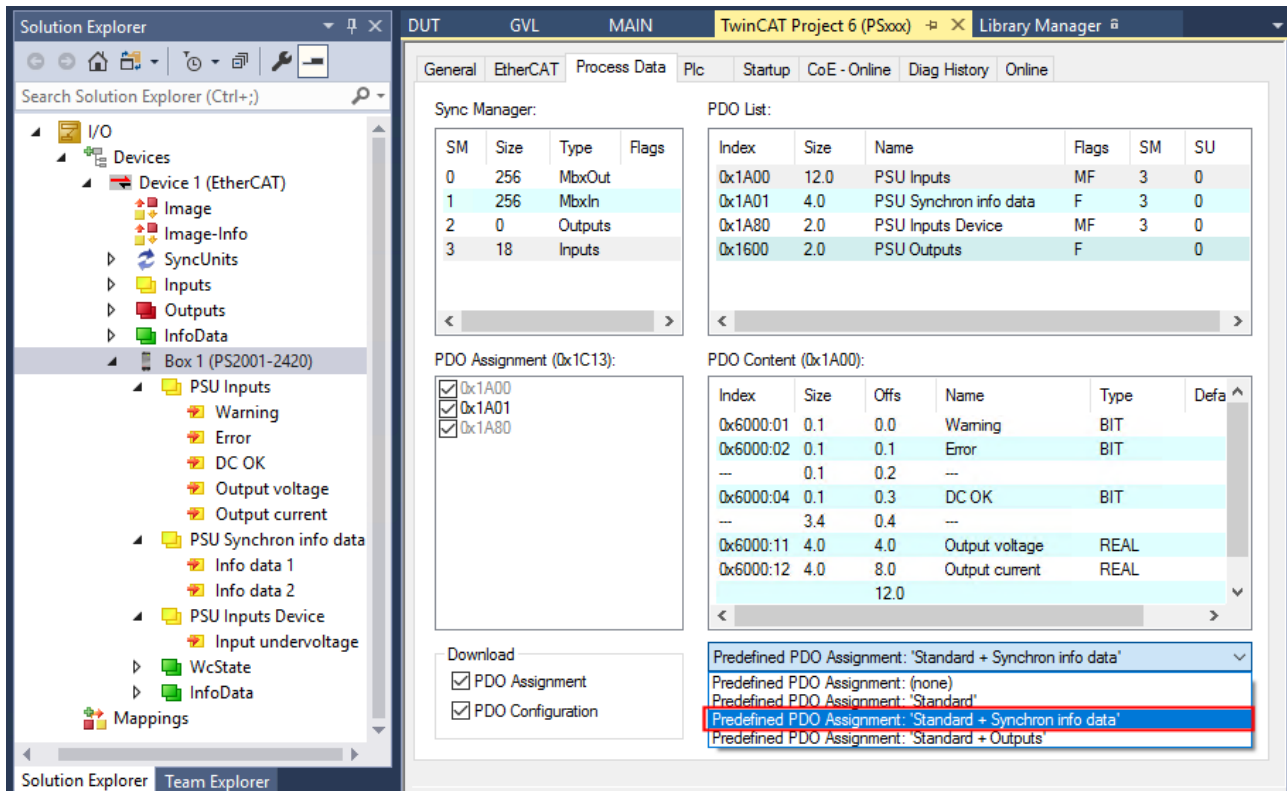 Solution Explorer
Search Solution Explorer (Ctrl+;)
I/O
Devices
Device 1 (EtherCAT)
Image
Image-Info
SyncUnits
Inputs
Outputs
InfoData
Box 1 (PS2001-2420)
PSU Inputs
Warning
Error
DC OK
Output voltage
Output current
PSU Synchron info data
Info data 1
Info data 2
PSU Inputs Device
Input undervoltage
WcState
InfoData
Mappings
Solution Explorer Team Explorer
DUT GVL MAIN TwinCAT Project 6 (PSxxx) Library Manager
General EtherCAT Process Data Plc Startup CoE - Online Diag History Online
Sync Manager:
SM Size Type Flags
0 256 MbxOut
1 256 MbxIn
2 0 Outputs
3 18 Inputs
PDO List:
Index Size Name Flags SM SU
0x1A00 12.0 PSU Inputs MF 3 0
0x1A01 4.0 PSU Synchron info data F 3 0
0x1A80 2.0 PSU Inputs Device MF 3 0
0x1600 2.0 PSU Outputs F 0
PDO Assignment (0x1C13):
0x1A00
0x1A01
0x1A80
PDO Content (0x1A00):
Index Size Offs Name Type Defa
0x6000:01 0.1 0.0 Warning BIT
0x6000:02 0.1 0.1 Error BIT
--- 0.1 0.2 ---
0x6000:04 0.1 0.3 DC OK BIT
--- 3.4 0.4 ---
0x6000:11 4.0 4.0 Output voltage REAL
0x6000:12 4.0 8.0 Output current REAL
12.0
Download
PDO Assignment
PDO Configuration
Predefined PDO Assignment: 'Standard + Synchron info data'
Predefined PDO Assignment: (none)
Predefined PDO Assignment: 'Standard'
Predefined PDO Assignment: 'Standard + Synchron info data'
Predefined PDO Assignment: 'Standard + Outputs'